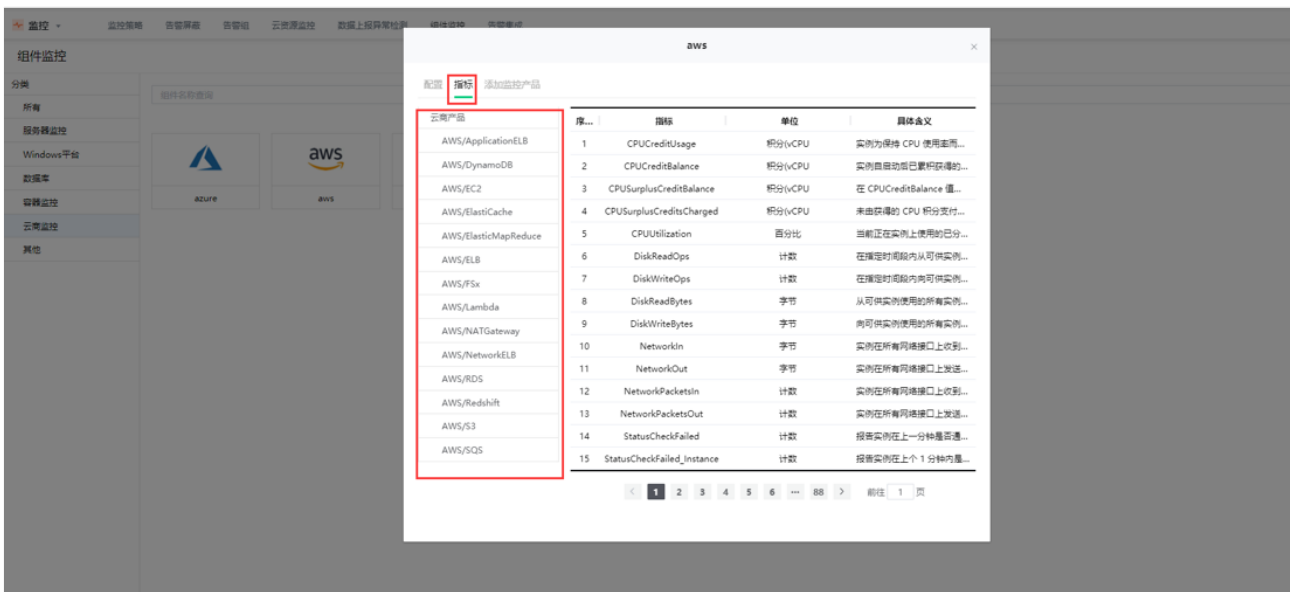 监控
监控策略 告警屏蔽 告警组 云资源监控 数据上报异常检测 组件监控 告警集成
组件监控
分类
所有
服务器监控
Windows平台
数据库
容器监控
云商监控
其他
组件名称查询
azure
aws
aws
aws
配置 指标 添加监控产品
云商产品
AWS/ApplicationELB
AWS/DynamoDB
AWS/EC2
AWS/ElastiCache
AWS/ElasticMapReduce
AWS/ELB
AWS/FSx
AWS/Lambda
AWS/NATGateway
AWS/NetworkELB
AWS/RDS
AWS/Redshift
AWS/S3
AWS/SQS
序... 指标 单位 具体含义
1 CPUCreditUsage 积分(vCPU 实例为保持 CPU 使用率而...
2 CPUCreditBalance 积分(vCPU 实例自启动后已累积获得的...
3 CPUSurplusCreditBalance 积分(vCPU 在 CPUCreditBalance 值...
4 CPUSurplusCreditsCharged 积分(vCPU 未由获得的 CPU 积分支付...
5 CPUUtilization 百分比 当前正在实例上使用的已分...
6 DiskReadOps 计数 在指定时间段内从可供实例...
7 DiskWriteOps 计数 在指定时间段内向可供实例...
8 DiskReadBytes 字节 从可供实例使用的所有实例...
9 DiskWriteBytes 字节 向可供实例使用的所有实例...
10 NetworkIn 字节 实例在所有网络接口上收到...
11 NetworkOut 字节 实例在所有网络接口上发送...
12 NetworkPacketsIn 计数 实例在所有网络接口上收到...
13 NetworkPacketsOut 计数 实例在所有网络接口上发送...
14 StatusCheckFailed 计数 报告实例在上一分钟是否通...
15 StatusCheckFailed_Instance 计数 报告实例在上个 1 分钟内是...
< 1 2 3 4 5 6 ... 88 > 前往 1 页